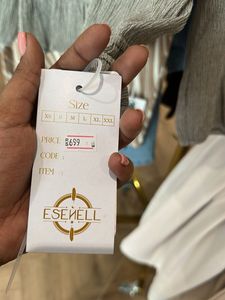 Size
XS S M L XL XXL
PRICE 699
CODE :
ITEM :
ESENELL